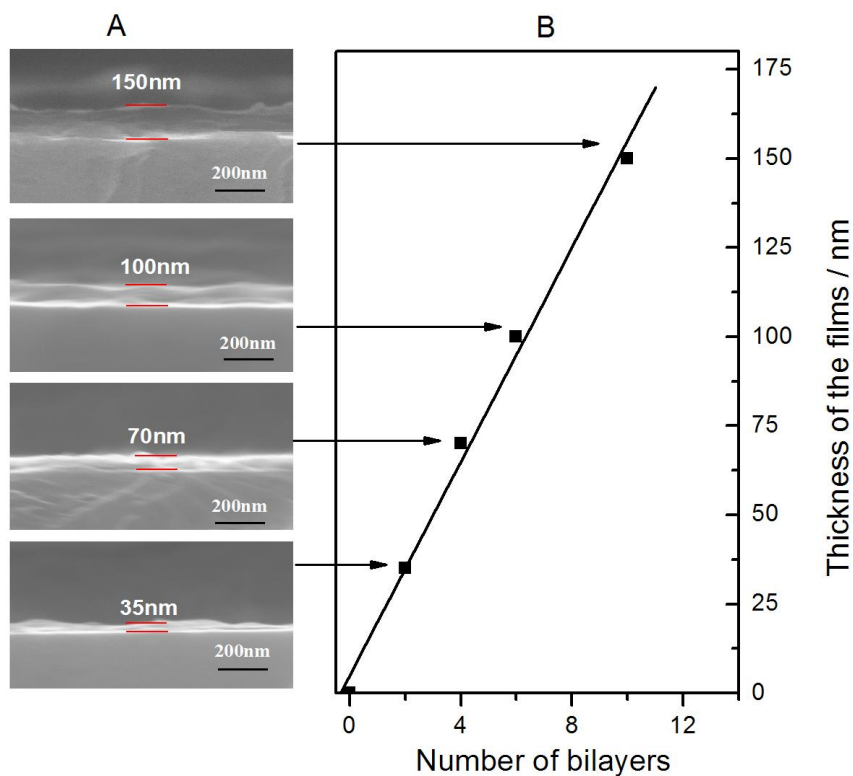 A
150nm
200nm
100nm
200nm
70nm
200nm
35nm
200nm
B
175
150
125
100
75
50
25
0
Thickness of the films / nm
0 4 8 12
Number of bilayers